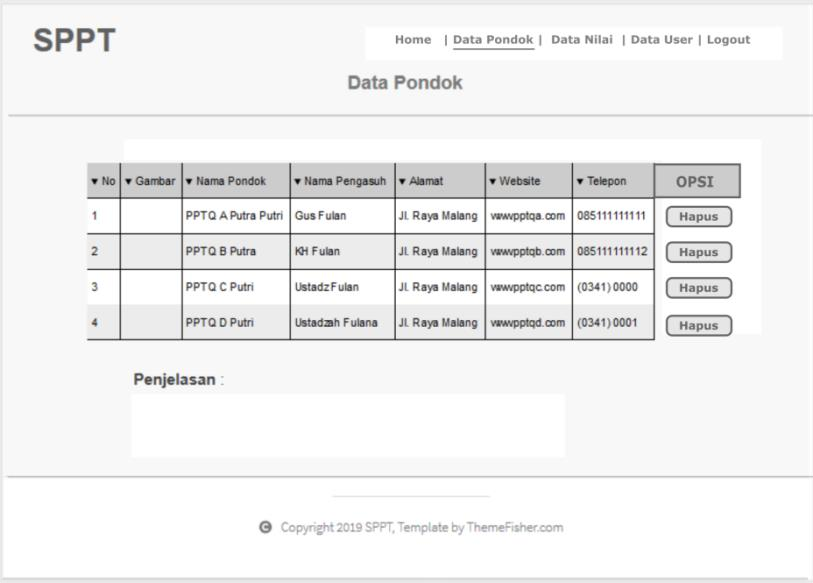 SPPT
Home | Data Pondok | Data Nilai | Data User | Logout
Data Pondok
▼ No ▼ Gambar ▼ Nama Pondok ▼ Nama Pengasuh ▼ Alamat ▼ Website ▼ Telepon OPSI
1 PPTQ A Putra Putri Gus Fulan Jl. Raya Malang wwwpptqa.com 085111111111 Hapus
2 PPTQ B Putra KH Fulan Jl. Raya Malang wwwpptqb.com 085111111112 Hapus
3 PPTQ C Putri Ustadz Fulan Jl. Raya Malang wwwpptqc.com (0341) 0000 Hapus
4 PPTQ D Putri Ustadzah Fulana Jl. Raya Malang wwwpptqd.com (0341) 0001 Hapus
Penjelasan :
Copyright 2019 SPPT, Template by ThemeFisher.com